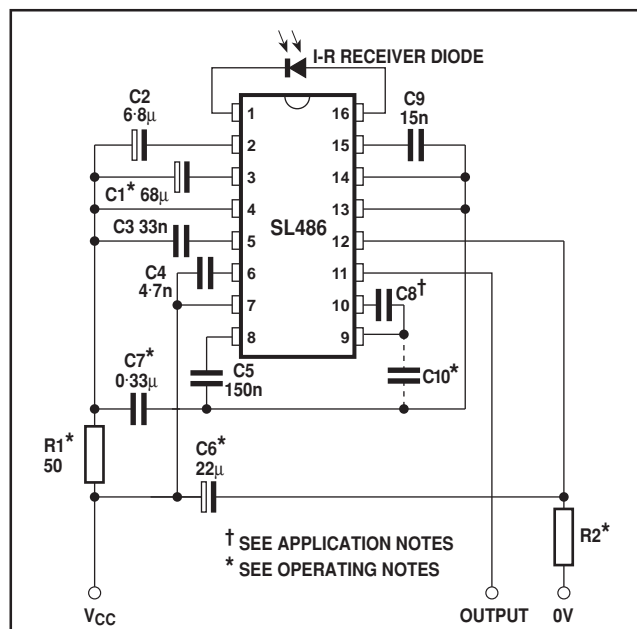 I-R RECEIVER DIODE
C2
6·8µ
C9
15n
1
16
2
15
3
14
C1* 68µ
4
13
SL486
C3 33n
5
12
C4
4·7n
6
11
7
10
C8†
8
9
C7*
0·33µ
C5
150n
C10*
R1*
50
C6*
22µ
R2*
† SEE APPLICATION NOTES
* SEE OPERATING NOTES
VCC
OUTPUT
0V